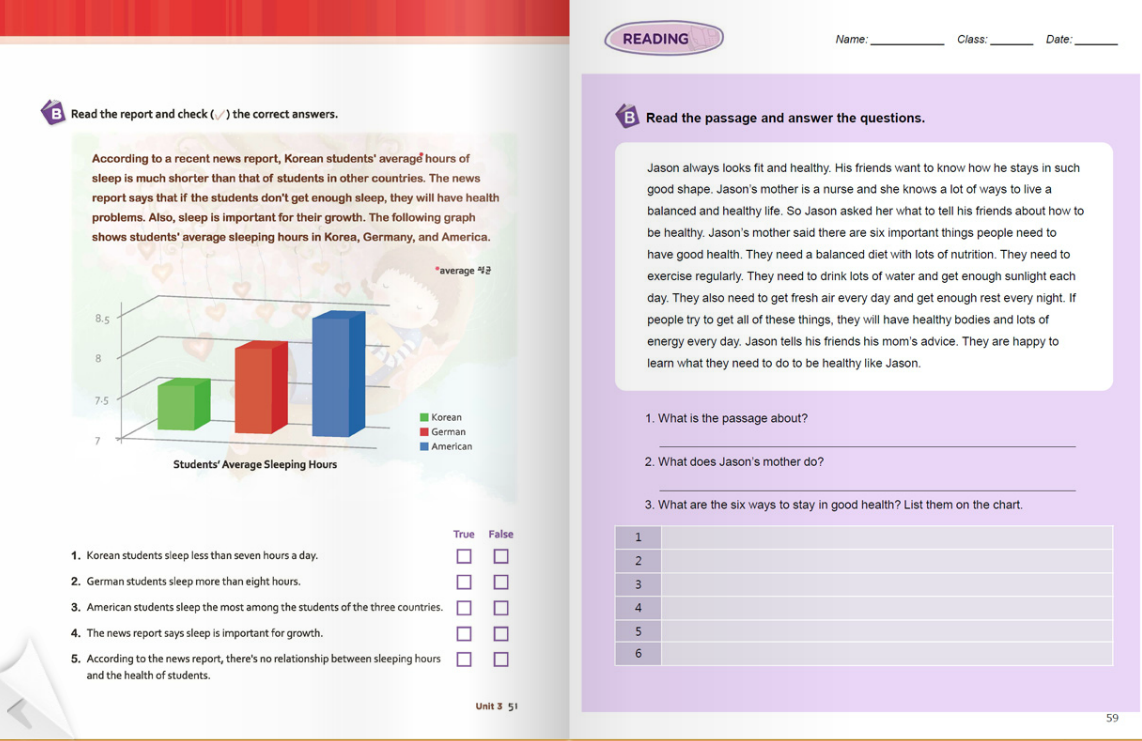 B Read the report and check (✓) the correct answers.
According to a recent news report, Korean students' average* hours of
sleep is much shorter than that of students in other countries. The news
report says that if the students don't get enough sleep, they will have health
problems. Also, sleep is important for their growth. The following graph
shows students' average sleeping hours in Korea, Germany, and America.
*average 평균
8.5
8
7.5
7
Korean
German
American
Students' Average Sleeping Hours
True False
1. Korean students sleep less than seven hours a day.
2. German students sleep more than eight hours.
3. American students sleep the most among the students of the three countries.
4. The news report says sleep is important for growth.
5. According to the news report, there's no relationship between sleeping hours
and the health of students.
Unit 3 51
READING
Name: Class: Date:
B Read the passage and answer the questions.
Jason always looks fit and healthy. His friends want to know how he stays in such
good shape. Jason's mother is a nurse and she knows a lot of ways to live a
balanced and healthy life. So Jason asked her what to tell his friends about how to
be healthy. Jason's mother said there are six important things people need to
have good health. They need a balanced diet with lots of nutrition. They need to
exercise regularly. They need to drink lots of water and get enough sunlight each
day. They also need to get fresh air every day and get enough rest every night. If
people try to get all of these things, they will have healthy bodies and lots of
energy every day. Jason tells his friends his mom's advice. They are happy to
learn what they need to do to be healthy like Jason.
1. What is the passage about?
2. What does Jason's mother do?
3. What are the six ways to stay in good health? List them on the chart.
1
2
3
4
5
6
59